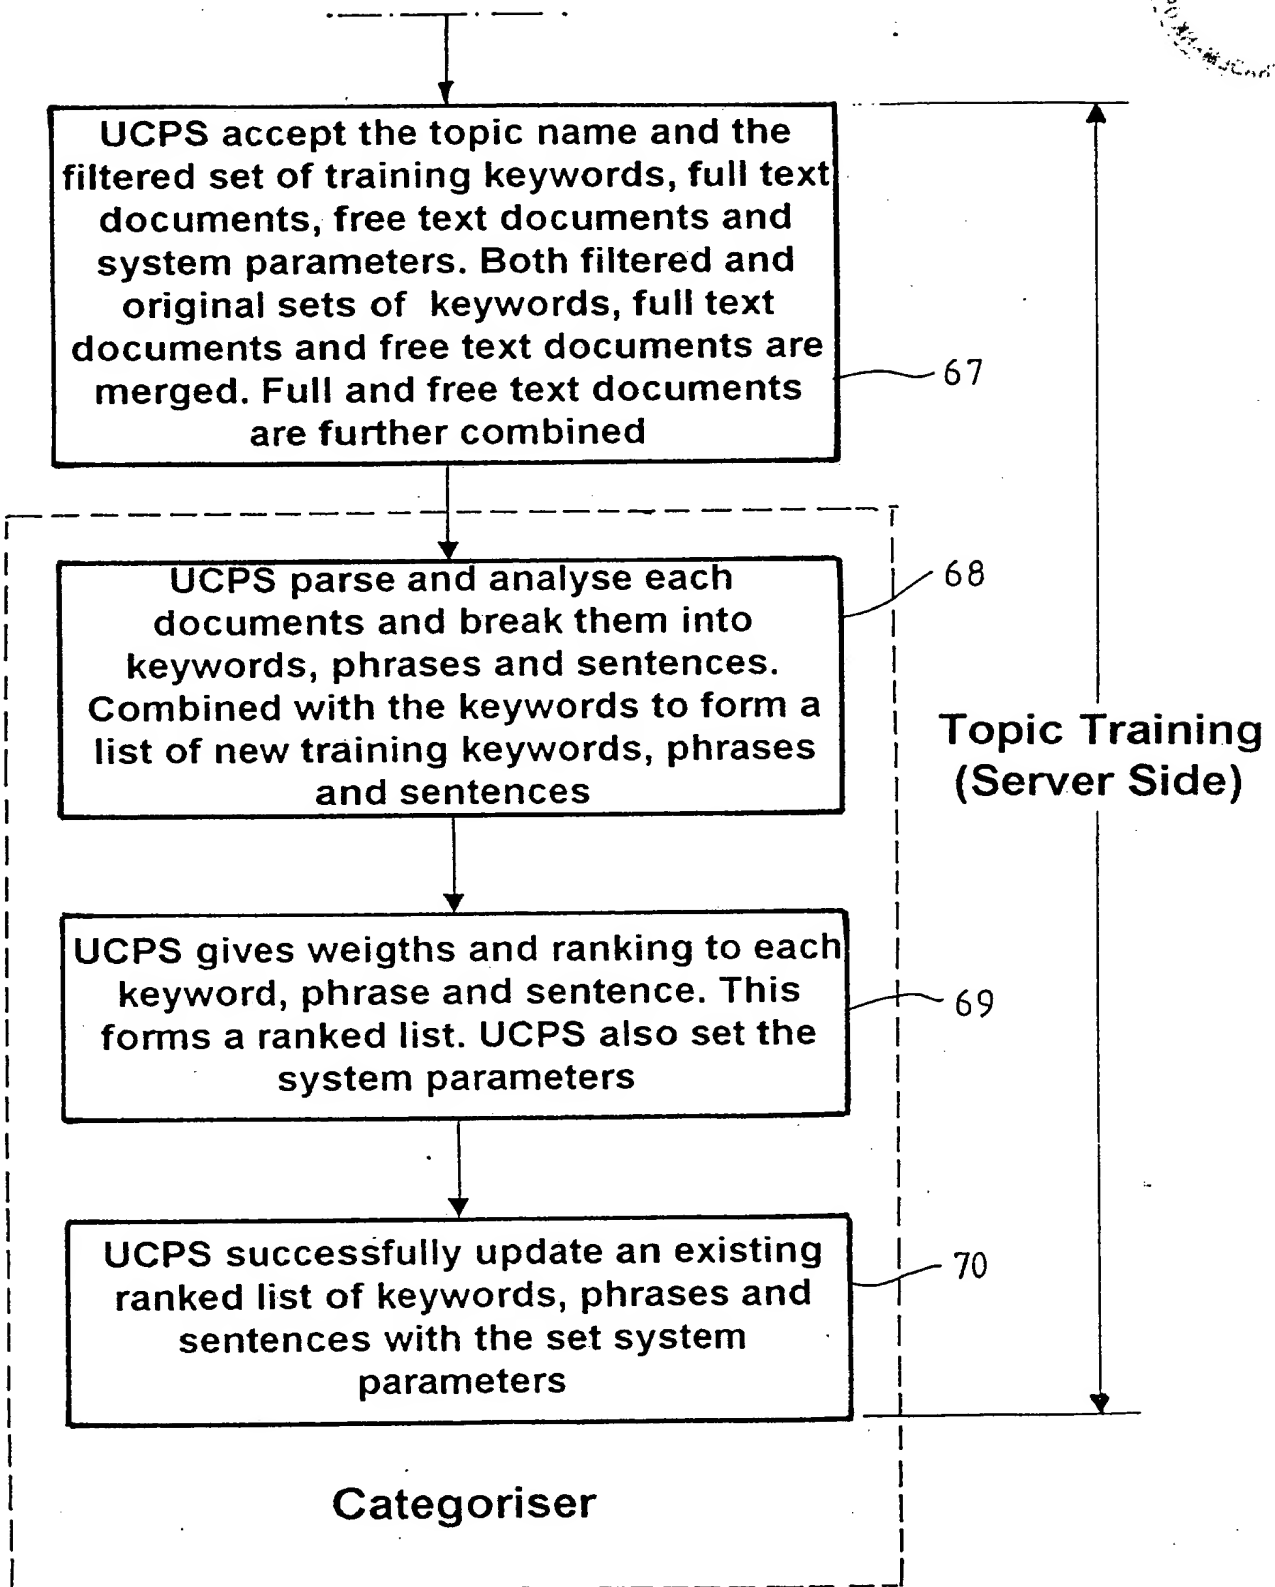 UCPS accept the topic name and the
filtered set of training keywords, full text
documents, free text documents and
system parameters. Both filtered and
original sets of keywords, full text
documents and free text documents are
merged. Full and free text documents
are further combined
67
UCPS parse and analyse each
documents and break them into
keywords, phrases and sentences.
Combined with the keywords to form a
list of new training keywords, phrases
and sentences
68
Topic Training
(Server Side)
UCPS gives weigths and ranking to each
keyword, phrase and sentence. This
forms a ranked list. UCPS also set the
system parameters
69
UCPS successfully update an existing
ranked list of keywords, phrases and
sentences with the set system
parameters
70
Categoriser